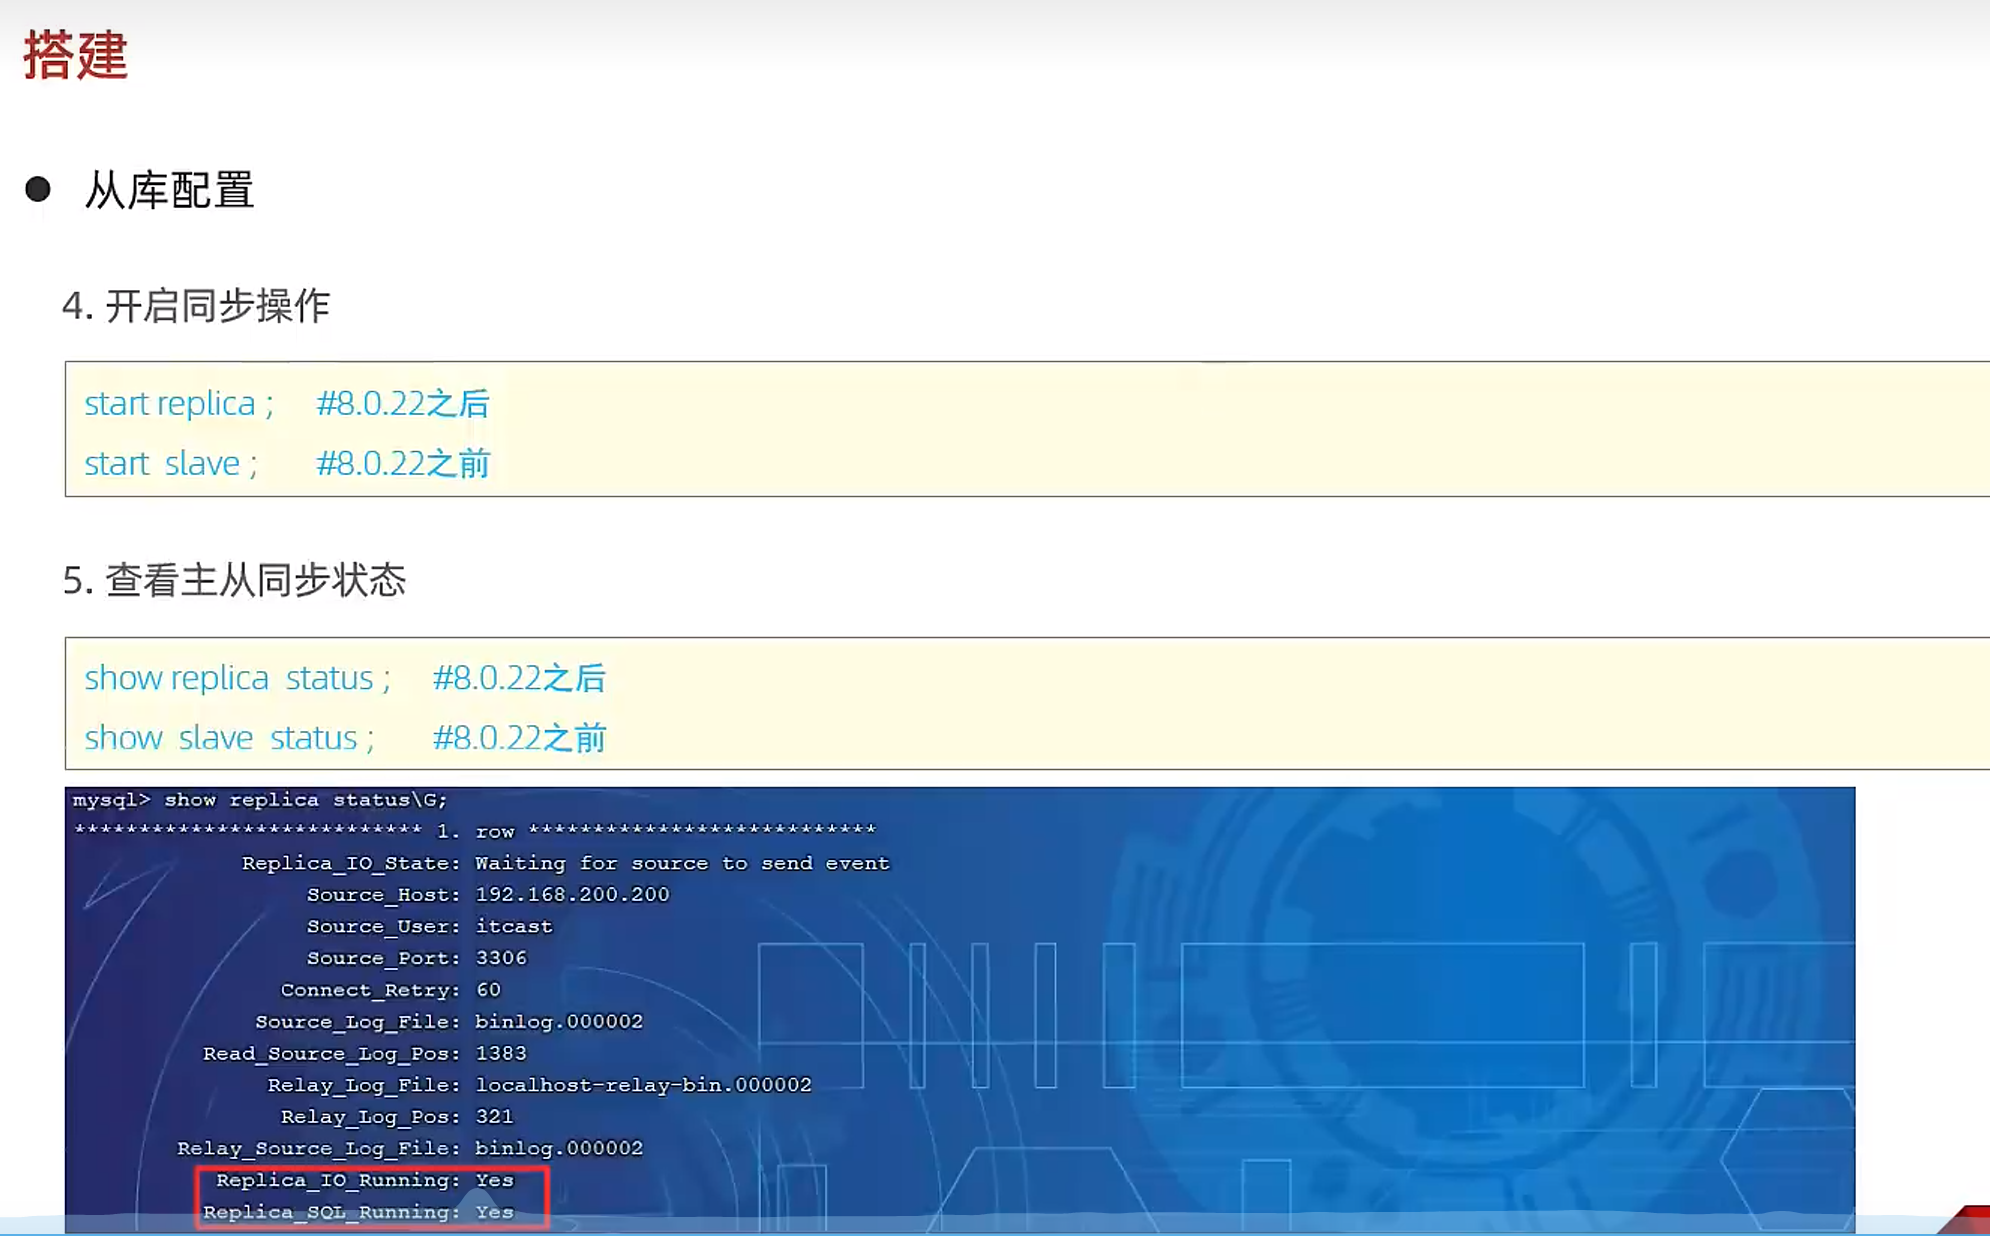 搭建
● 从库配置
4. 开启同步操作
start replica ;    #8.0.22之后
start  slave ;    #8.0.22之前
5. 查看主从同步状态
show replica  status ;    #8.0.22之后
show  slave  status ;    #8.0.22之前
mysql> show replica status\G;
*************************** 1. row ***************************
Replica_IO_State: Waiting for source to send event
Source_Host: 192.168.200.200
Source_User: itcast
Source_Port: 3306
Connect_Retry: 60
Source_Log_File: binlog.000002
Read_Source_Log_Pos: 1383
Relay_Log_File: localhost-relay-bin.000002
Relay_Log_Pos: 321
Relay_Source_Log_File: binlog.000002
Replica_IO_Running: Yes
Replica_SQL_Running: Yes